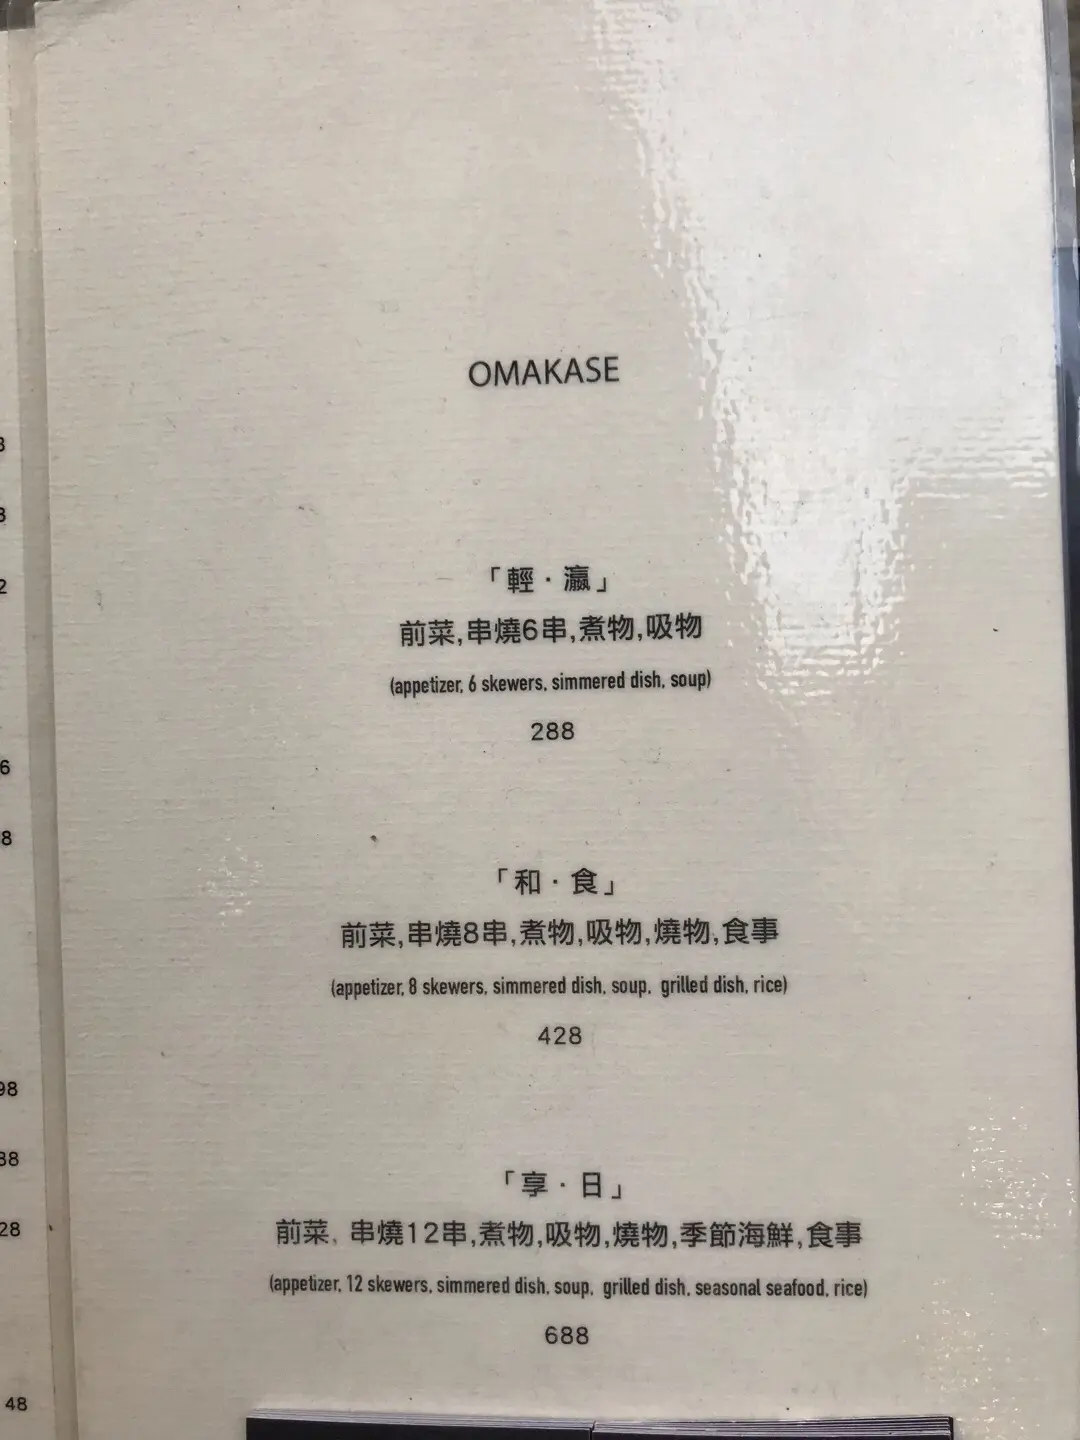 OMAKASE
「輕・瀛」
前菜,串燒6串,煮物,吸物
(appetizer, 6 skewers, simmered dish, soup)
288
「和・食」
前菜,串燒8串,煮物,吸物,燒物,食事
(appetizer, 8 skewers, simmered dish, soup, grilled dish, rice)
428
「享・日」
前菜, 串燒12串,煮物,吸物,燒物,季節海鮮,食事
(appetizer, 12 skewers, simmered dish, soup, grilled dish, seasonal seafood, rice)
688
48